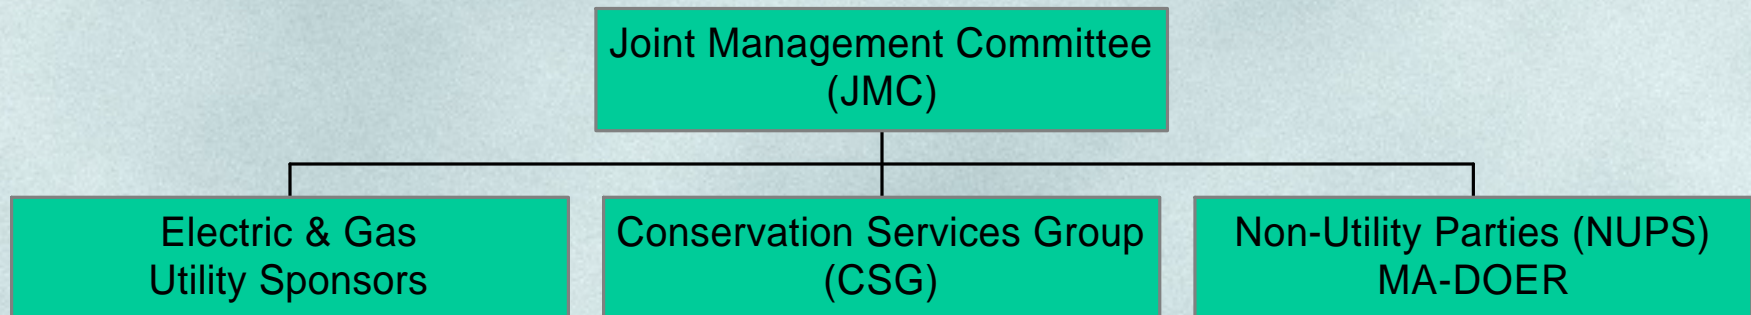 Joint Management Committee
(JMC)
Electric & Gas
Utility Sponsors
Conservation Services Group
(CSG)
Non-Utility Parties (NUPS)
MA-DOER